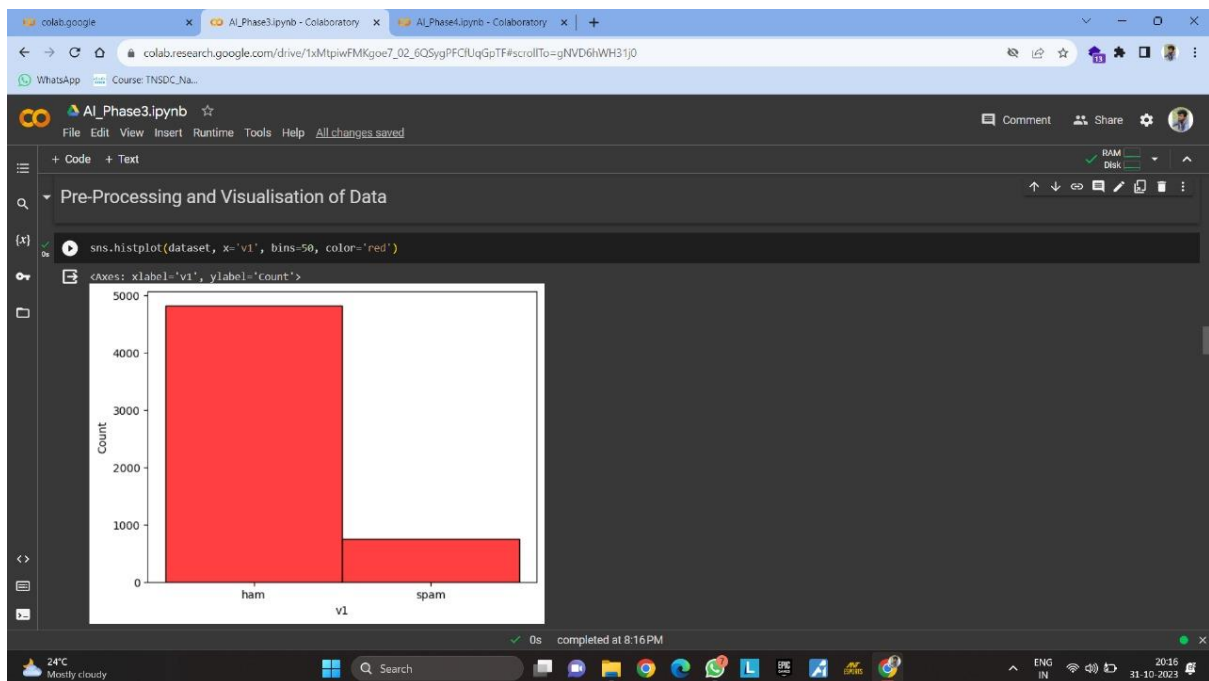 colab.google
AI_Phase3.ipynb - Colaboratory
AI_Phase4.ipynb - Colaboratory
colab.research.google.com/drive/1xMtpiwFMKgoe7_02_6QSygPFCfUqGpTF#scrollTo=gNVD6hWH31j0
13
WhatsApp
Course: TNSDC_Na...
CO
AI_Phase3.ipynb
Comment
Share
File Edit View Insert Runtime Tools Help All changes saved
+ Code + Text
RAM
Disk
Pre-Processing and Visualisation of Data
{x}
0s
sns.histplot(dataset, x='v1', bins=50, color='red')
<Axes: xlabel='v1', ylabel='Count'>
5000
4000
3000
2000
1000
0
Count
ham
spam
v1
0s completed at 8:16 PM
24°C
Mostly cloudy
Search
L
EPIC
ENG
IN
20:16
31-10-2023